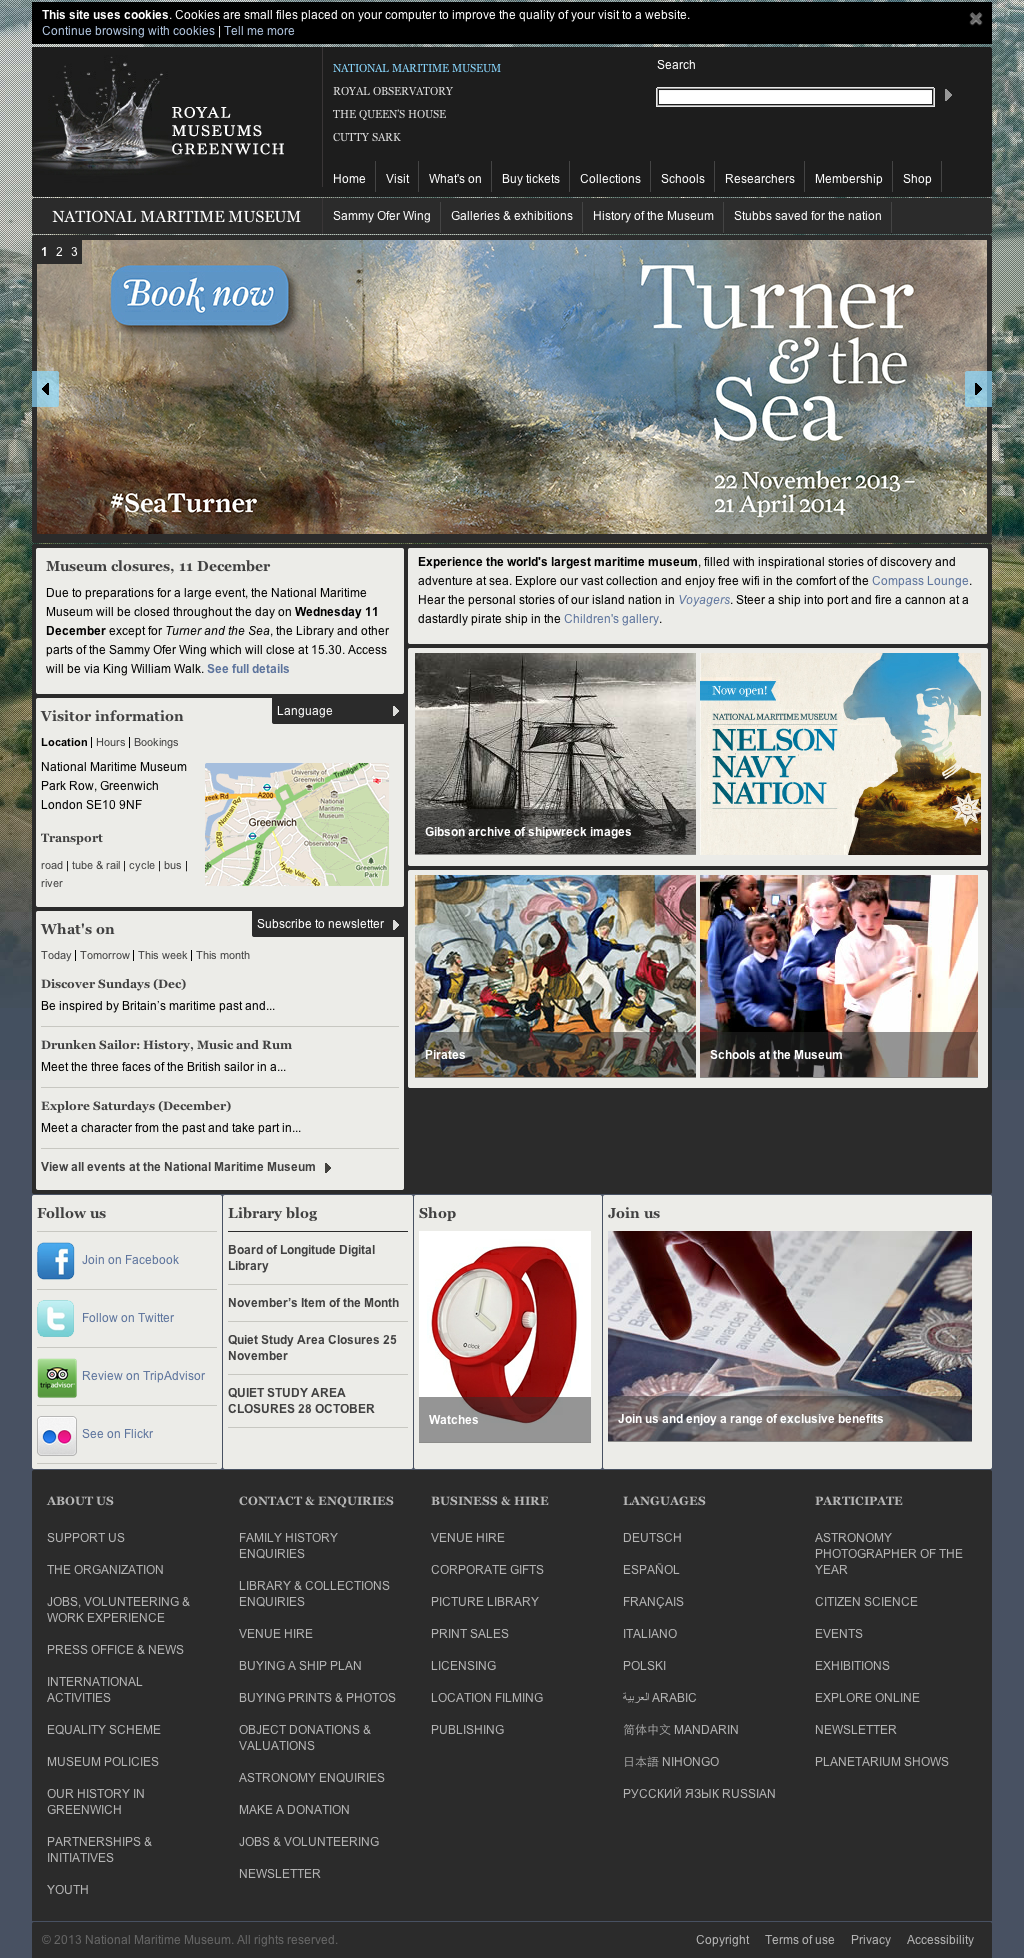 This site uses cookies. Cookies are small files placed on your computer to improve the quality of your visit to a website.
Continue browsing with cookies | Tell me more
ROYAL
MUSEUMS
GREENWICH
NATIONAL MARITIME MUSEUM
ROYAL OBSERVATORY
THE QUEEN'S HOUSE
CUTTY SARK
Search
Home Visit What's on Buy tickets Collections Schools Researchers Membership Shop
NATIONAL MARITIME MUSEUM
Sammy Ofer Wing Galleries & exhibitions History of the Museum Stubbs saved for the nation
1 2 3
Book now
Turner
& the
Sea
22 November 2013 –
21 April 2014
#SeaTurner
Museum closures, 11 December
Due to preparations for a large event, the National Maritime
Museum will be closed throughout the day on Wednesday 11
December except for Turner and the Sea, the Library and other
parts of the Sammy Ofer Wing which will close at 15.30. Access
will be via King William Walk. See full details
Experience the world's largest maritime museum, filled with inspirational stories of discovery and
adventure at sea. Explore our vast collection and enjoy free wifi in the comfort of the Compass Lounge.
Hear the personal stories of our island nation in Voyagers. Steer a ship into port and fire a cannon at a
dastardly pirate ship in the Children's gallery.
Visitor information
Language
Location | Hours | Bookings
National Maritime Museum
Park Row, Greenwich
London SE10 9NF
Transport
road | tube & rail | cycle | bus |
river
University of
Greenwich
Trafalgar
A200
eek Rd
Norman Rd
National
Maritime
Museum
Greenwich
B208
Royal
Observatory
Greenwich S St
Hyde Vale
Greenwich
Park
Gibson archive of shipwreck images
Now open!
NATIONAL MARITIME MUSEUM
NELSON
NAVY
NATION
What's on
Subscribe to newsletter
Today | Tomorrow | This week | This month
Discover Sundays (Dec)
Be inspired by Britain’s maritime past and...
Drunken Sailor: History, Music and Rum
Meet the three faces of the British sailor in a...
Explore Saturdays (December)
Meet a character from the past and take part in...
View all events at the National Maritime Museum
Pirates
Schools at the Museum
Follow us
Join on Facebook
Follow on Twitter
tripadvisor
Review on TripAdvisor
See on Flickr
Library blog
Board of Longitude Digital
Library
November’s Item of the Month
Quiet Study Area Closures 25
November
QUIET STUDY AREA
CLOSURES 28 OCTOBER
Shop
o clock
Watches
Join us
Join us and enjoy a range of exclusive benefits
ABOUT US
SUPPORT US
THE ORGANIZATION
JOBS, VOLUNTEERING &
WORK EXPERIENCE
PRESS OFFICE & NEWS
INTERNATIONAL
ACTIVITIES
EQUALITY SCHEME
MUSEUM POLICIES
OUR HISTORY IN
GREENWICH
PARTNERSHIPS &
INITIATIVES
YOUTH
CONTACT & ENQUIRIES
FAMILY HISTORY
ENQUIRIES
LIBRARY & COLLECTIONS
ENQUIRIES
VENUE HIRE
BUYING A SHIP PLAN
BUYING PRINTS & PHOTOS
OBJECT DONATIONS &
VALUATIONS
ASTRONOMY ENQUIRIES
MAKE A DONATION
JOBS & VOLUNTEERING
NEWSLETTER
BUSINESS & HIRE
VENUE HIRE
CORPORATE GIFTS
PICTURE LIBRARY
PRINT SALES
LICENSING
LOCATION FILMING
PUBLISHING
LANGUAGES
DEUTSCH
ESPAÑOL
FRANÇAIS
ITALIANO
POLSKI
العربية ARABIC
简体中文 MANDARIN
日本語 NIHONGO
РУССКИЙ ЯЗЫК RUSSIAN
PARTICIPATE
ASTRONOMY
PHOTOGRAPHER OF THE
YEAR
CITIZEN SCIENCE
EVENTS
EXHIBITIONS
EXPLORE ONLINE
NEWSLETTER
PLANETARIUM SHOWS
© 2013 National Maritime Museum. All rights reserved.
Copyright Terms of use Privacy Accessibility